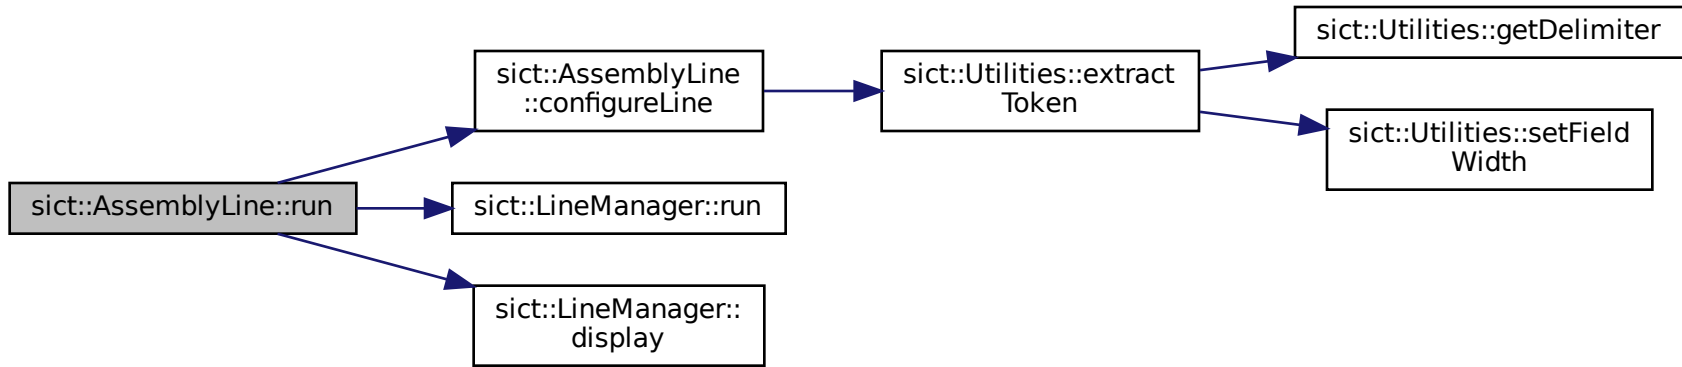 sict::AssemblyLine::run
sict::AssemblyLine
::configureLine
sict::LineManager::run
sict::LineManager::
display
sict::Utilities::extract
Token
sict::Utilities::getDelimiter
sict::Utilities::setField
Width